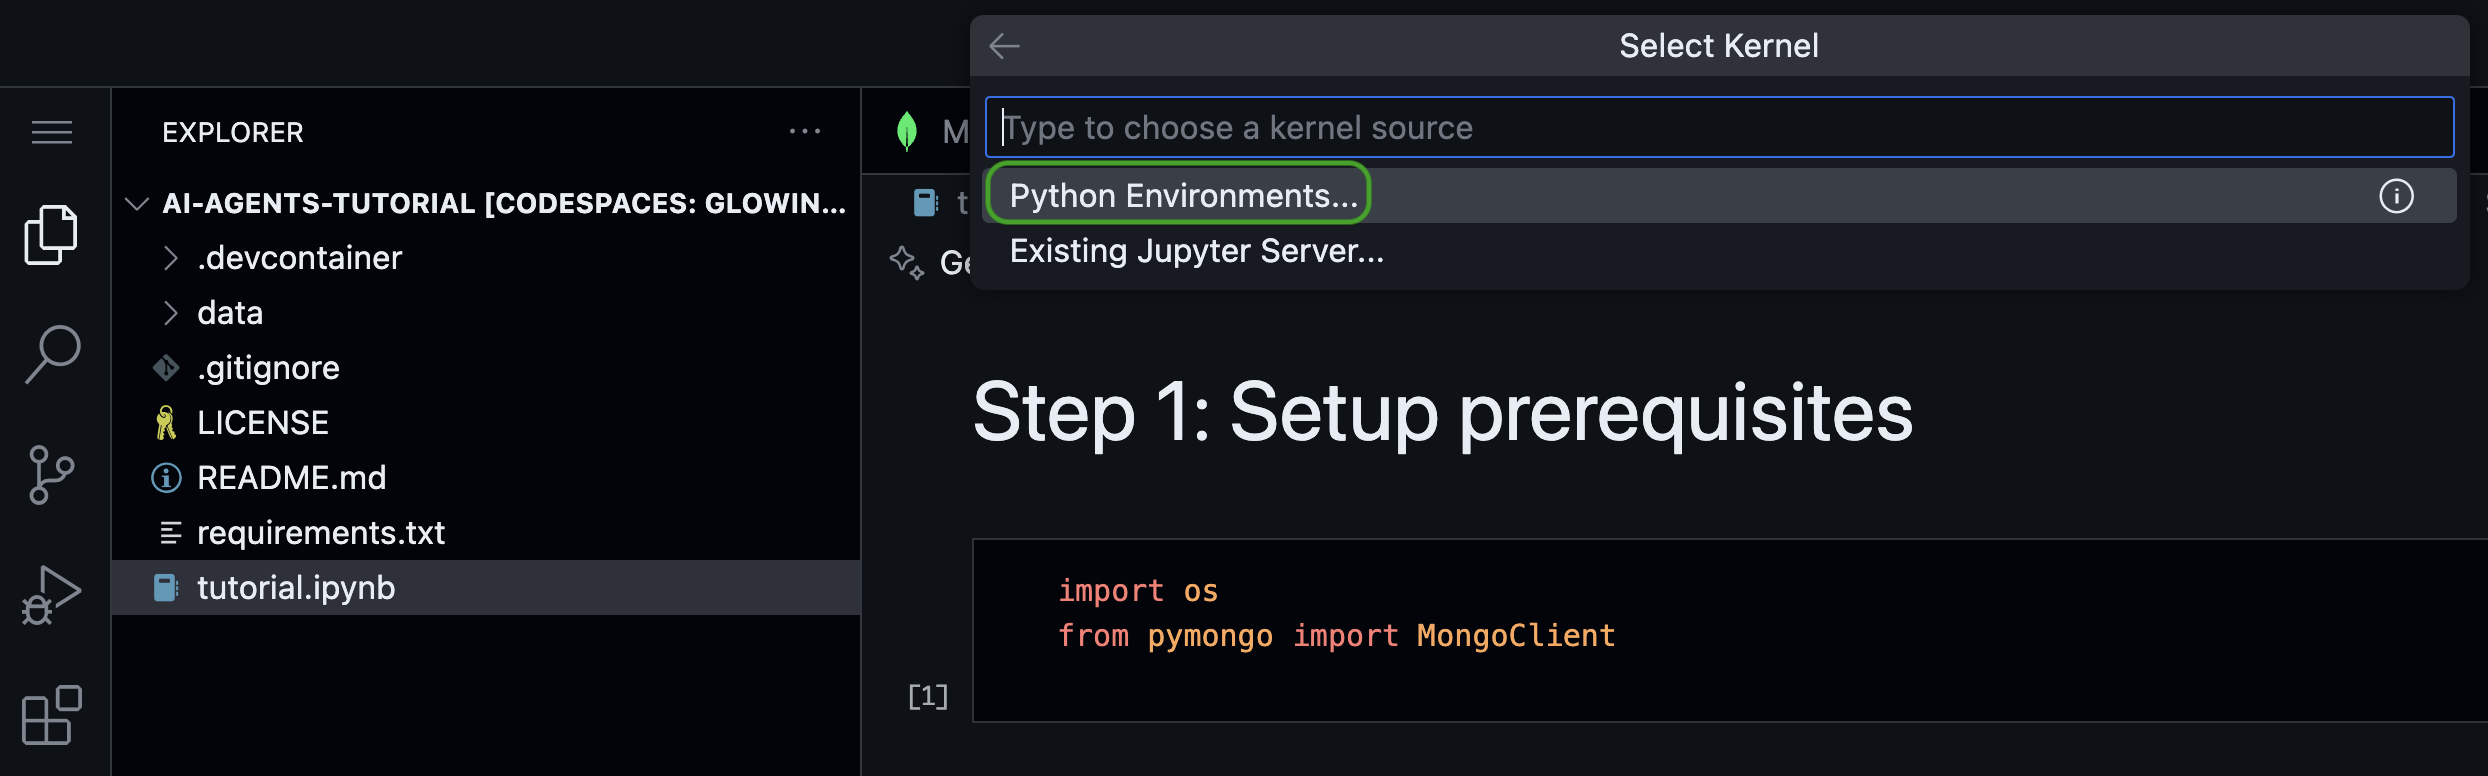 Select Kernel
Type to choose a kernel source
Python Environments...
Existing Jupyter Server...
EXPLORER
AI-AGENTS-TUTORIAL [CODESPACES: GLOWIN...
.devcontainer
data
.gitignore
LICENSE
README.md
requirements.txt
tutorial.ipynb
M
t
Ge
Step 1: Setup prerequisites
import os
from pymongo import MongoClient
[1]